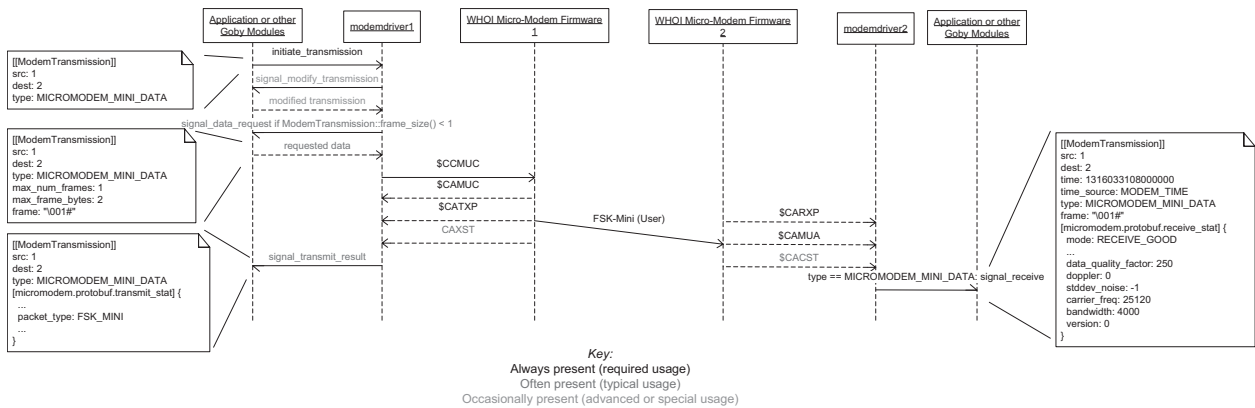 Application or other
Goby Modules
modemdriver1
WHOI Micro-Modem Firmware
1
WHOI Micro-Modem Firmware
2
modemdriver2
Application or other
Goby Modules
[[ModemTransmission]]
src: 1
dest: 2
type: MICROMODEM_MINI_DATA
[[ModemTransmission]]
src: 1
dest: 2
type: MICROMODEM_MINI_DATA
max_num_frames: 1
max_frame_bytes: 2
frame: "\001#"
[[ModemTransmission]]
src: 1
dest: 2
type: MICROMODEM_MINI_DATA
[micromodem.protobuf.transmit_stat] {
...
packet_type: FSK_MINI
...
}
initiate_transmission
signal_modify_transmission
modified transmission
signal_data_request if ModemTransmission::frame_size() < 1
requested data
$CCMUC
$CAMUC
$CATXP
CAXST
signal_transmit_result
FSK-Mini (User)
$CARXP
$CAMUA
$CACST
type == MICROMODEM_MINI_DATA: signal_receive
[[ModemTransmission]]
src: 1
dest: 2
time: 1316033108000000
time_source: MODEM_TIME
type: MICROMODEM_MINI_DATA
frame: "\001#"
[micromodem.protobuf.receive_stat] {
mode: RECEIVE_GOOD
...
data_quality_factor: 250
doppler: 0
stddev_noise: -1
carrier_freq: 25120
bandwidth: 4000
version: 0
}
Key:
Always present (required usage)
Often present (typical usage)
Occasionally present (advanced or special usage)